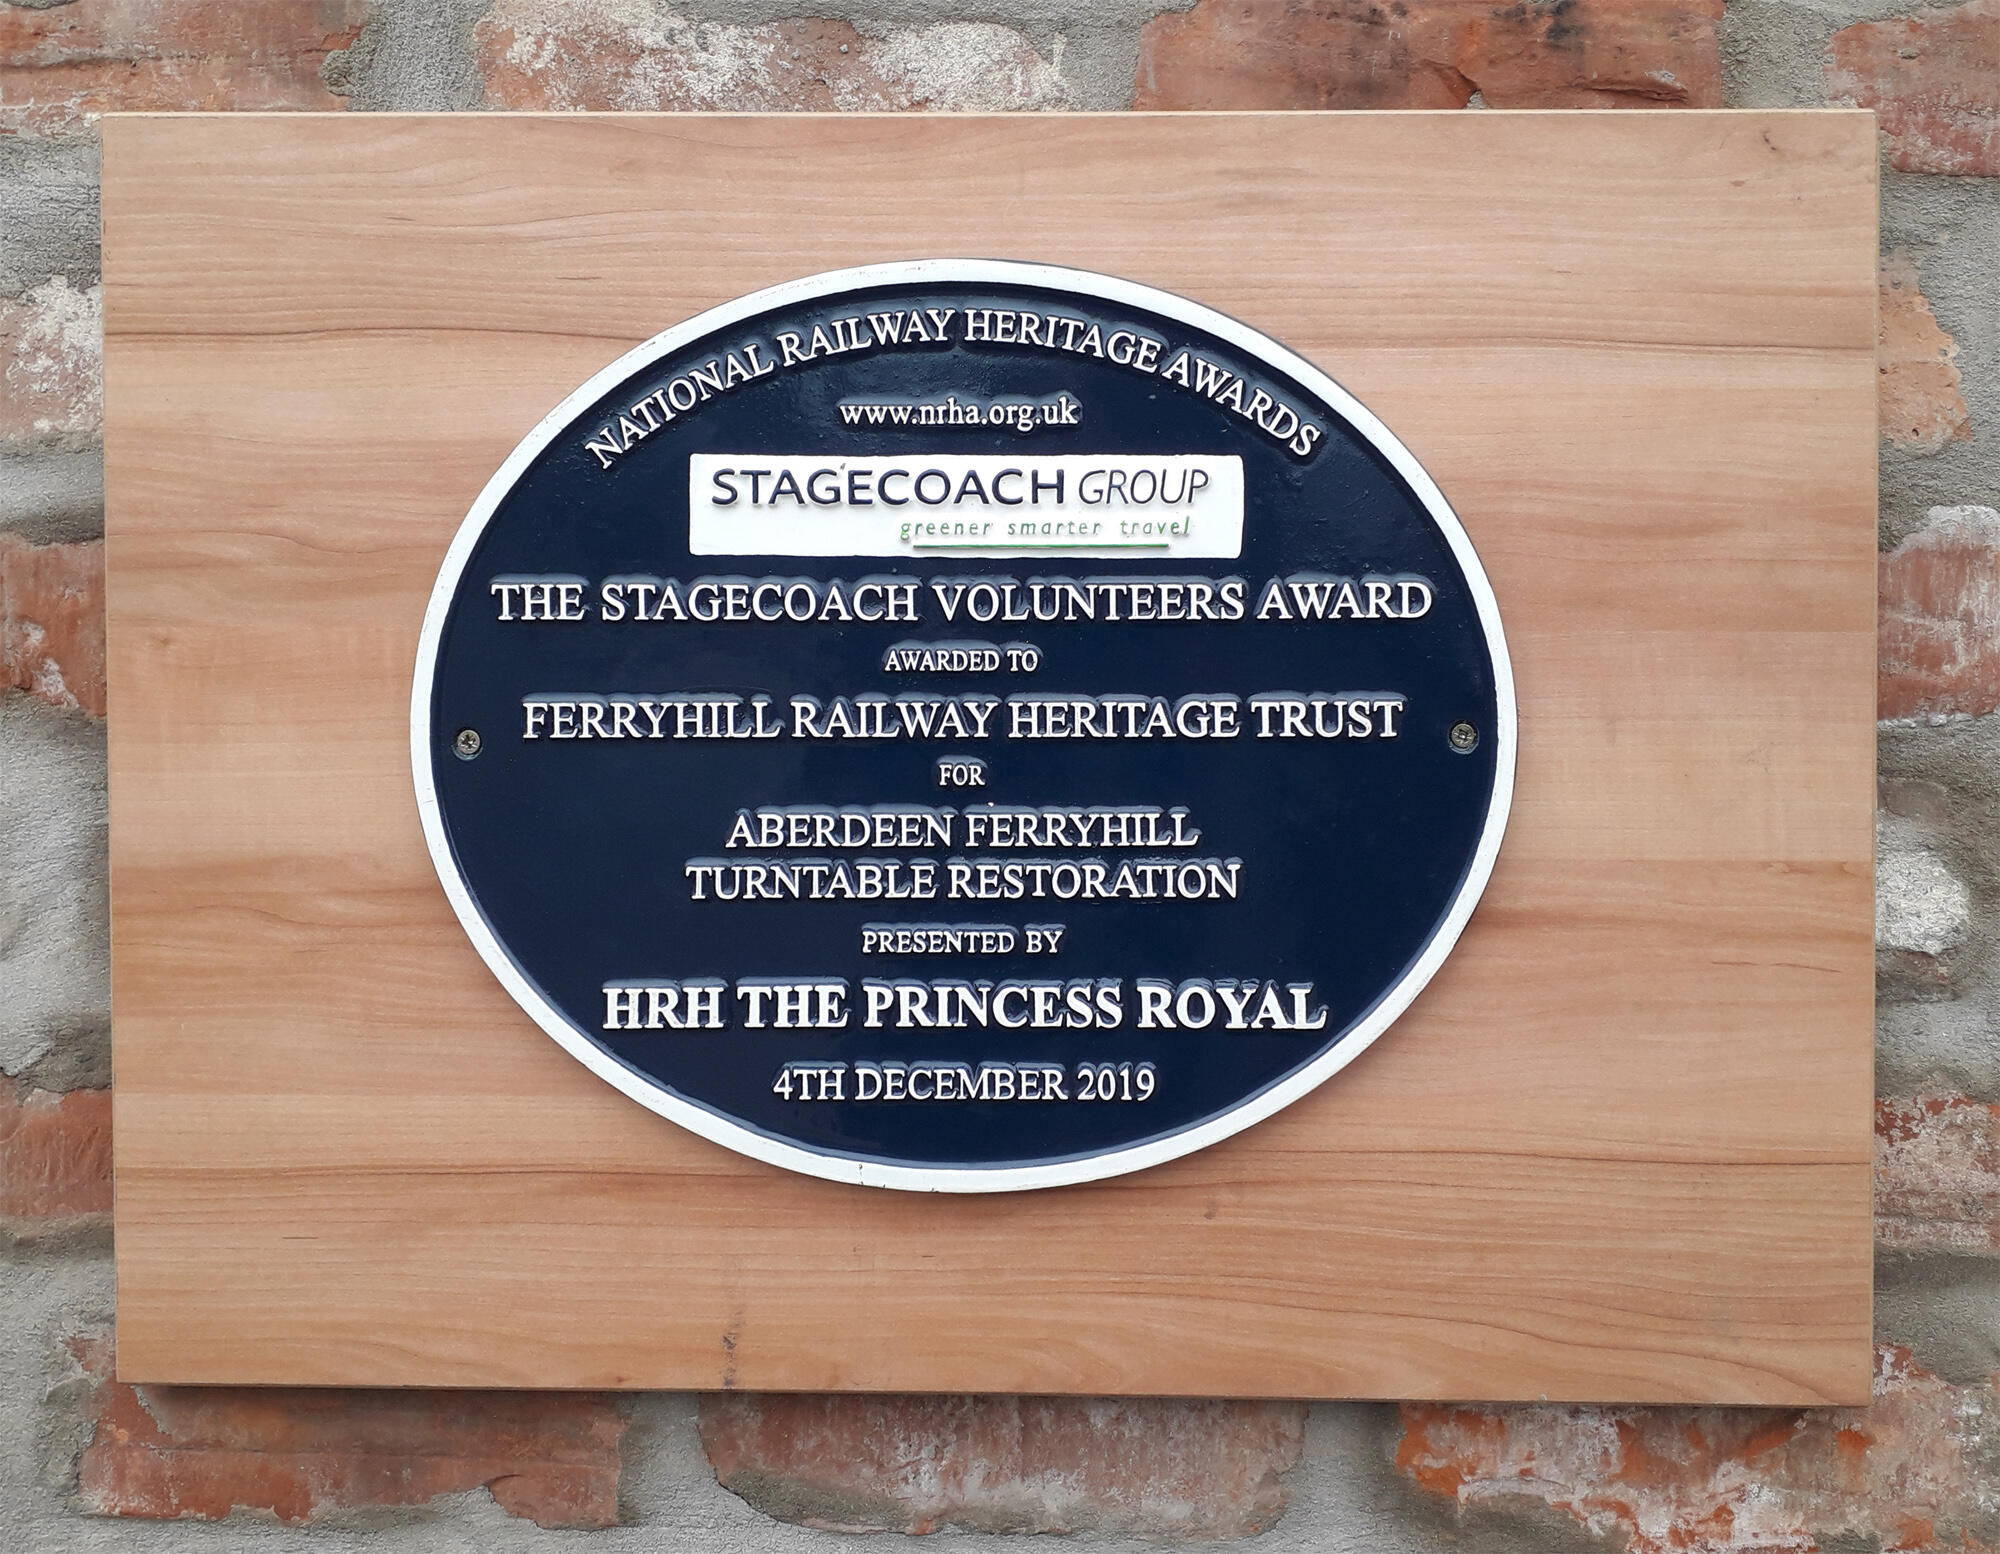 NATIONAL RAILWAY HERITAGE AWARDS
www.nrha.org.uk
STAGECOACH GROUP
greener smarter travel
THE STAGECOACH VOLUNTEERS AWARD
AWARDED TO
FERRYHILL RAILWAY HERITAGE TRUST
FOR
ABERDEEN FERRYHILL
TURNTABLE RESTORATION
PRESENTED BY
HRH THE PRINCESS ROYAL
4TH DECEMBER 2019